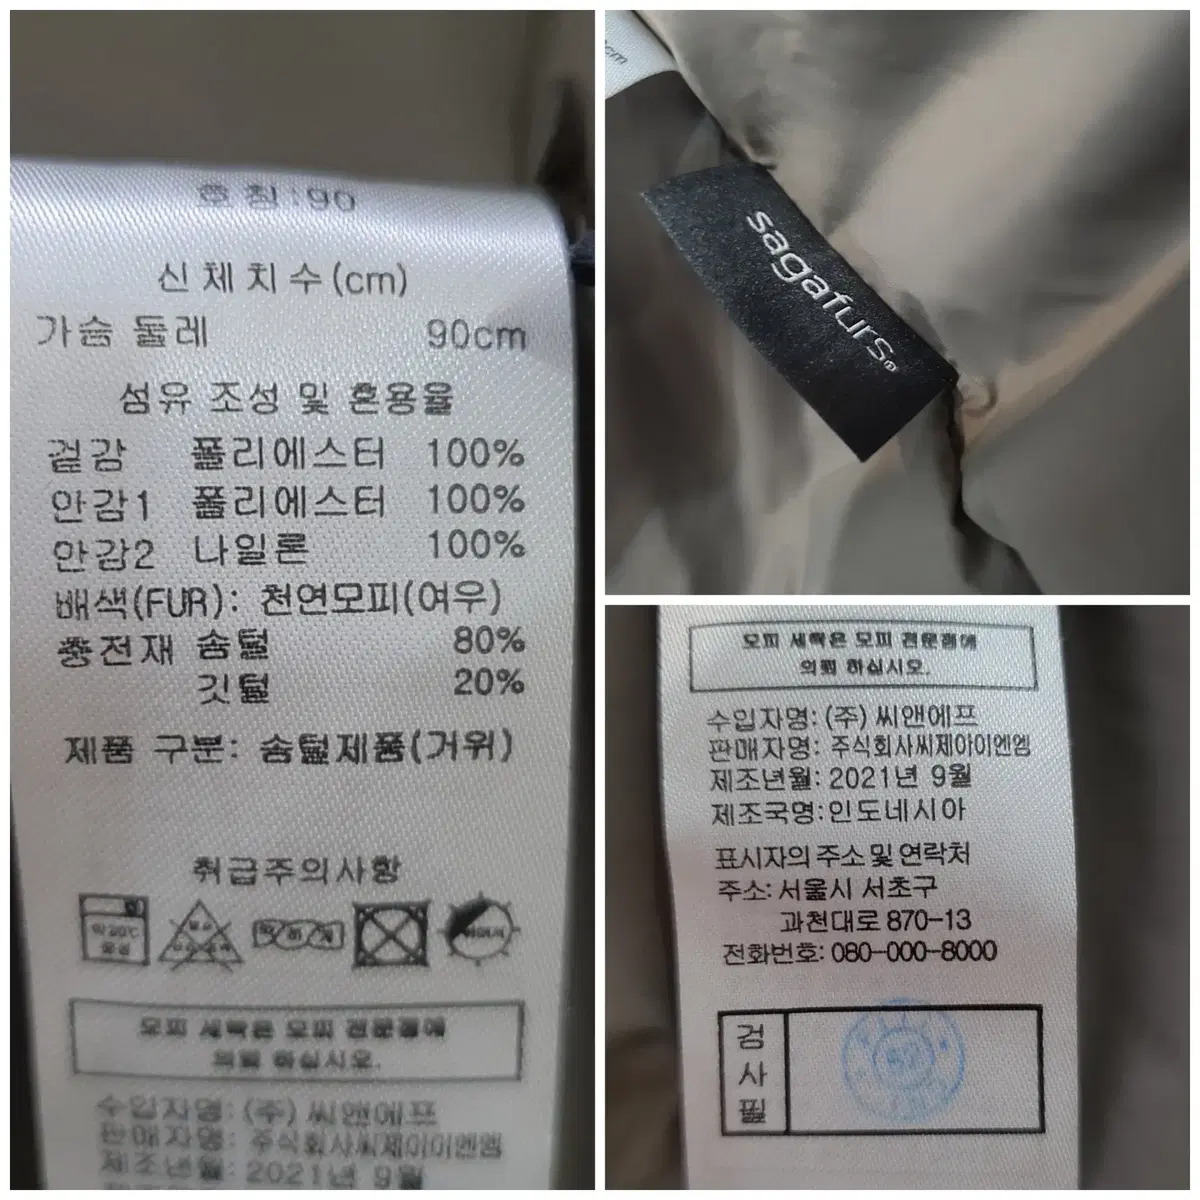 호칭:90
신체치수(cm)
가슴 둘레 90cm
섬유 조성 및 혼용율
겉감 폴리에스터 100%
안감1 폴리에스터 100%
안감2 나일론 100%
배색(FUR): 천연모피(여우)
충전재 솜털 80%
깃털 20%
제품 구분: 솜털제품(거위)
취급주의사항
약30℃
중성
모피 세탁은 모피 전문점에
의뢰 하십시오.
수입자명: (주) 씨앤에프
판매자명: 주식회사씨제이이엔엠
제조년월: 2021년 9월
cm
sagafurs®
모피 세탁은 모피 전문점에
의뢰 하십시오.
수입자명: (주) 씨앤에프
판매자명: 주식회사씨제이이엔엠
제조년월: 2021년 9월
제조국명: 인도네시아
표시자의 주소 및 연락처
주소: 서울시 서초구
과천대로 870-13
전화번호: 080-000-8000
검
사
필